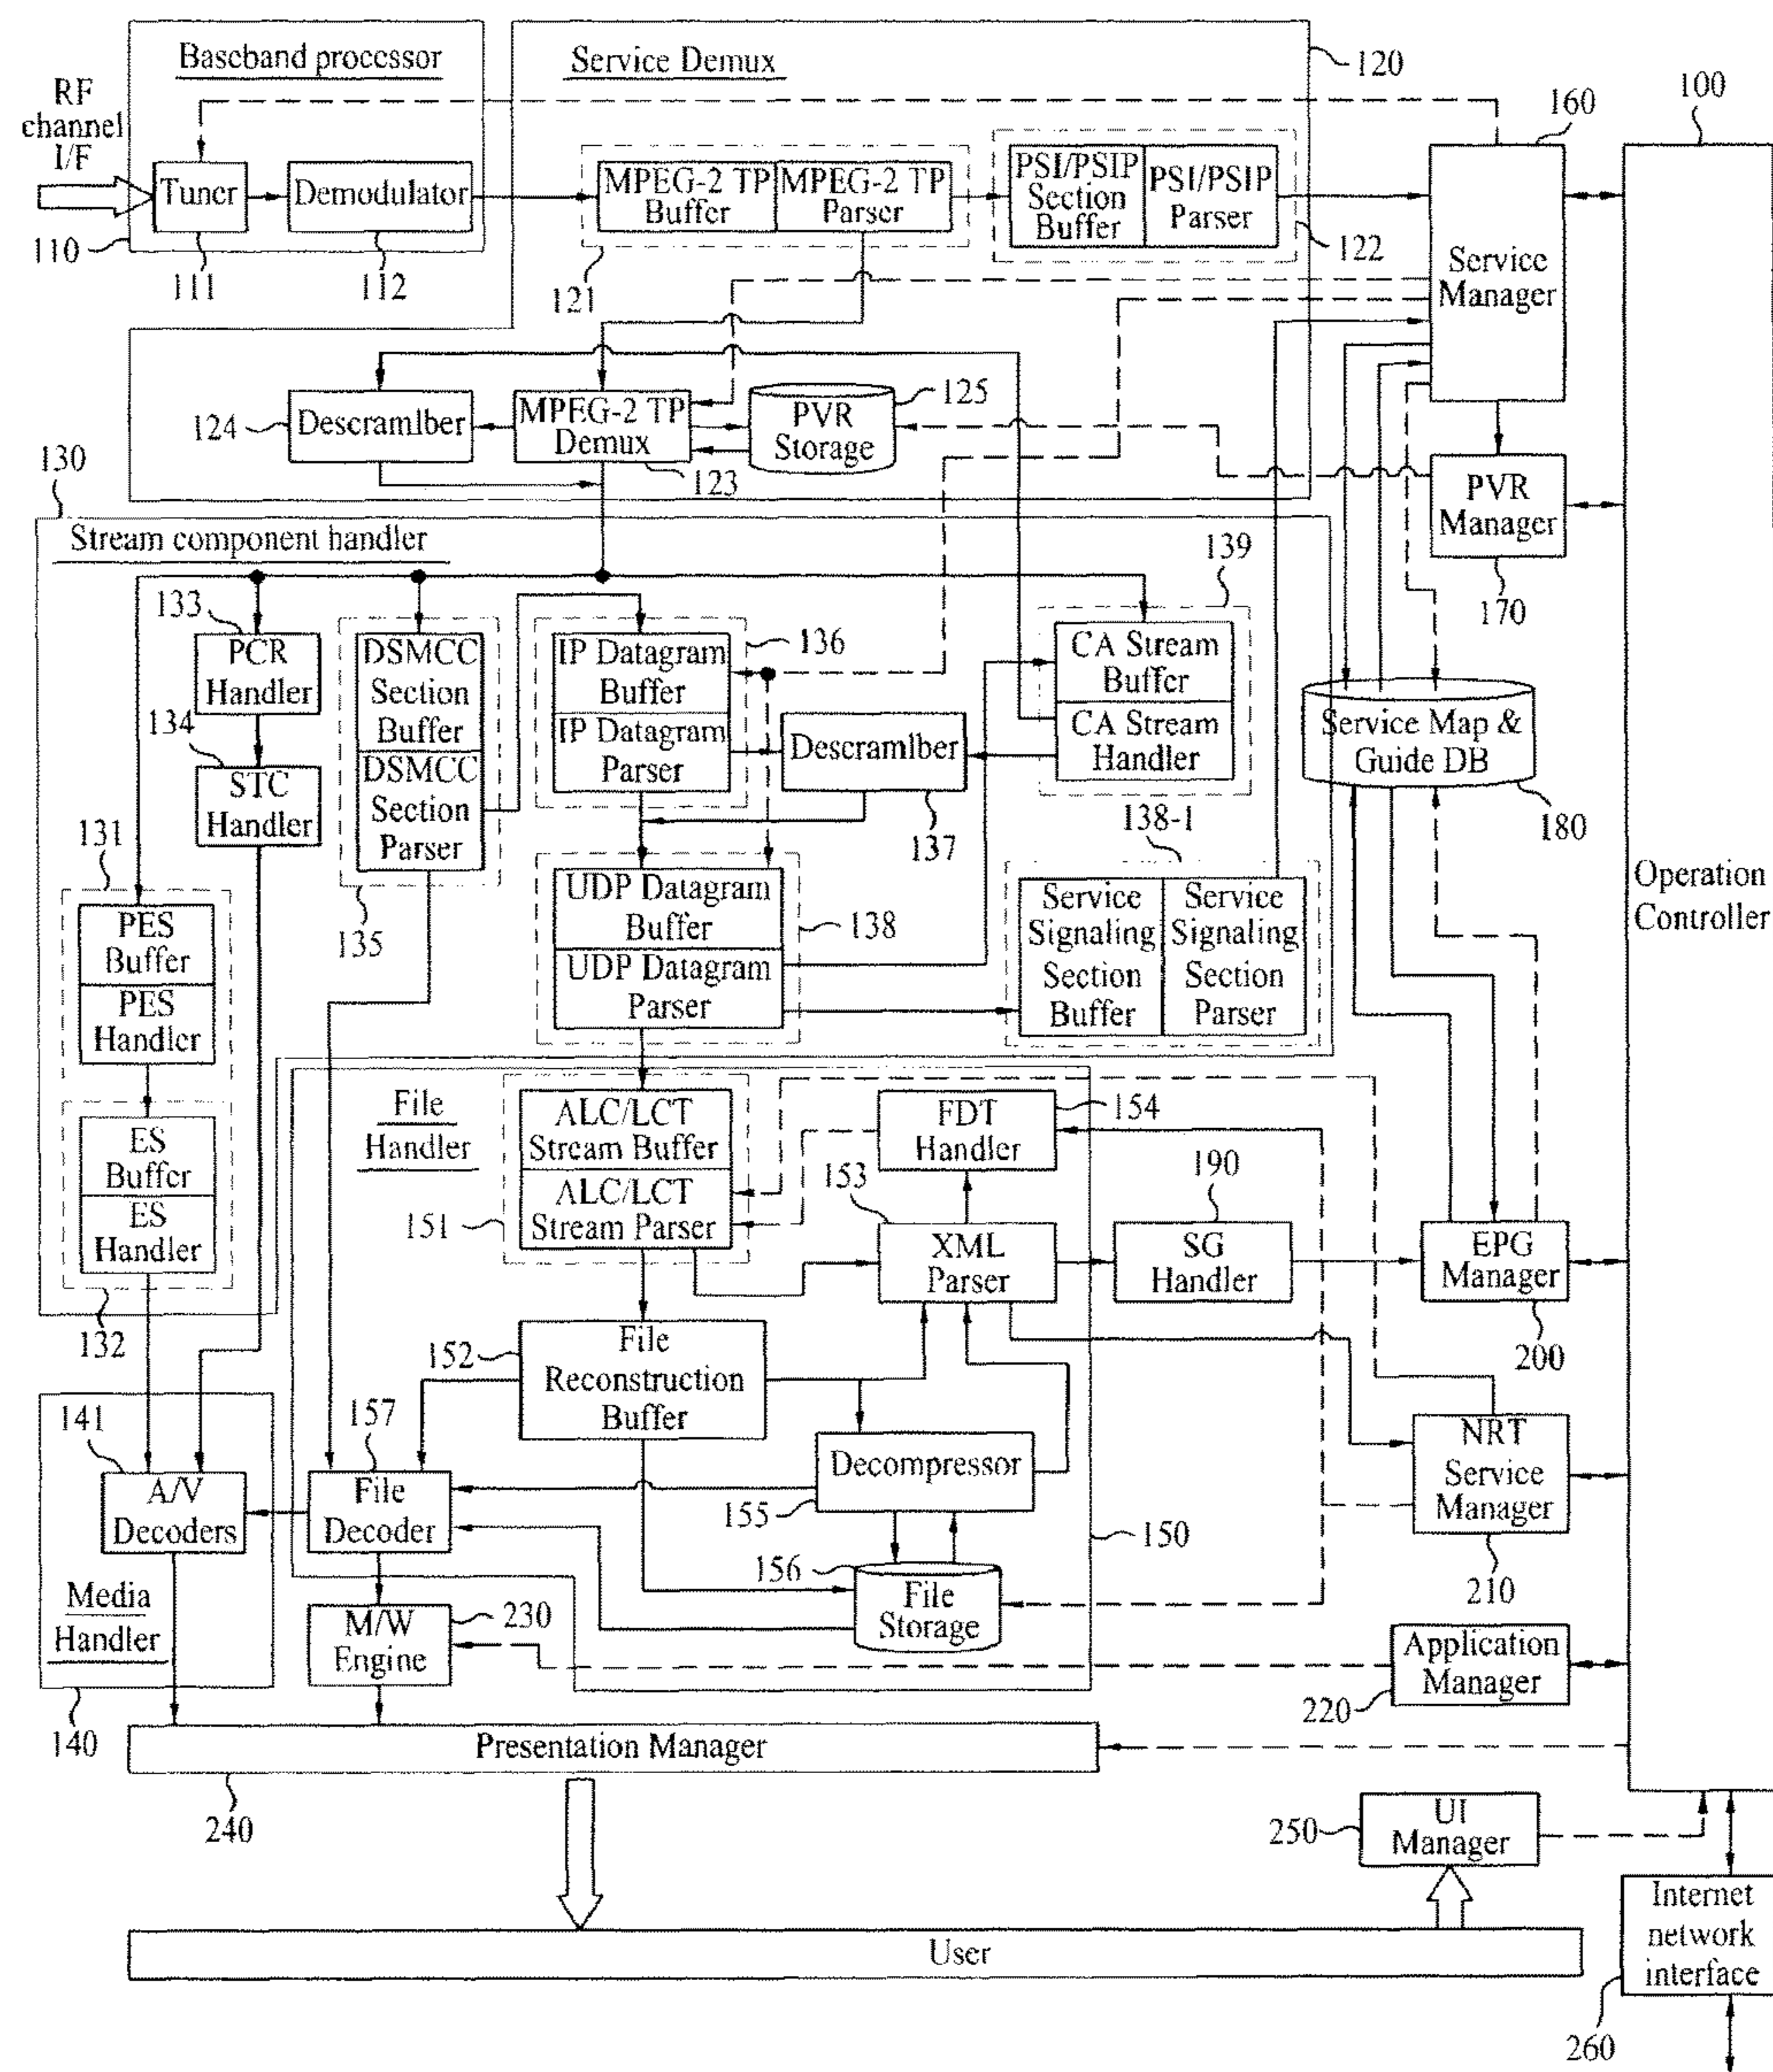 Baseband processor
Service Demux
120
RF
channel
I/F
160
100
Tuner
Demodulator
MPEG-2 TP
Buffer
MPEG-2 TP
Parser
PSI/PSIP
Section
Buffer
PSI/PSIP
Parser
110
111
112
121
122
Service
Manager
124
Descramlber
MPEG-2 TP
Demux
123
PVR
Storage
125
130
Stream component handler
PVR
Manager
170
139
133
PCR
Handler
134
STC
Handler
DSMCC
Section
Buffer
DSMCC
Section
Parser
135
IP Datagram
Buffer
IP Datagram
Parser
136
Descramlber
137
CA Stream
Buffer
CA Stream
Handler
Service Map &
Guide DB
180
138-1
131
PES
Buffer
PES
Handler
UDP Datagram
Buffer
UDP Datagram
Parser
138
Service
Signaling
Section
Buffer
Service
Signaling
Section
Parser
Operation
Controller
ES
Buffer
ES
Handler
132
File
Handler
ALC/LCT
Stream Buffer
ALC/LCT
Stream Parser
151
FDT
Handler
154
153
XML
Parser
190
SG
Handler
EPG
Manager
200
152
File
Reconstruction
Buffer
141
A/V
Decoders
157
File
Decoder
Decompressor
155
156
File
Storage
150
NRT
Service
Manager
210
Media
Handler
140
M/W
Engine
230
Application
Manager
220
Presentation Manager
240
250
UI
Manager
User
Internet
network
interface
260